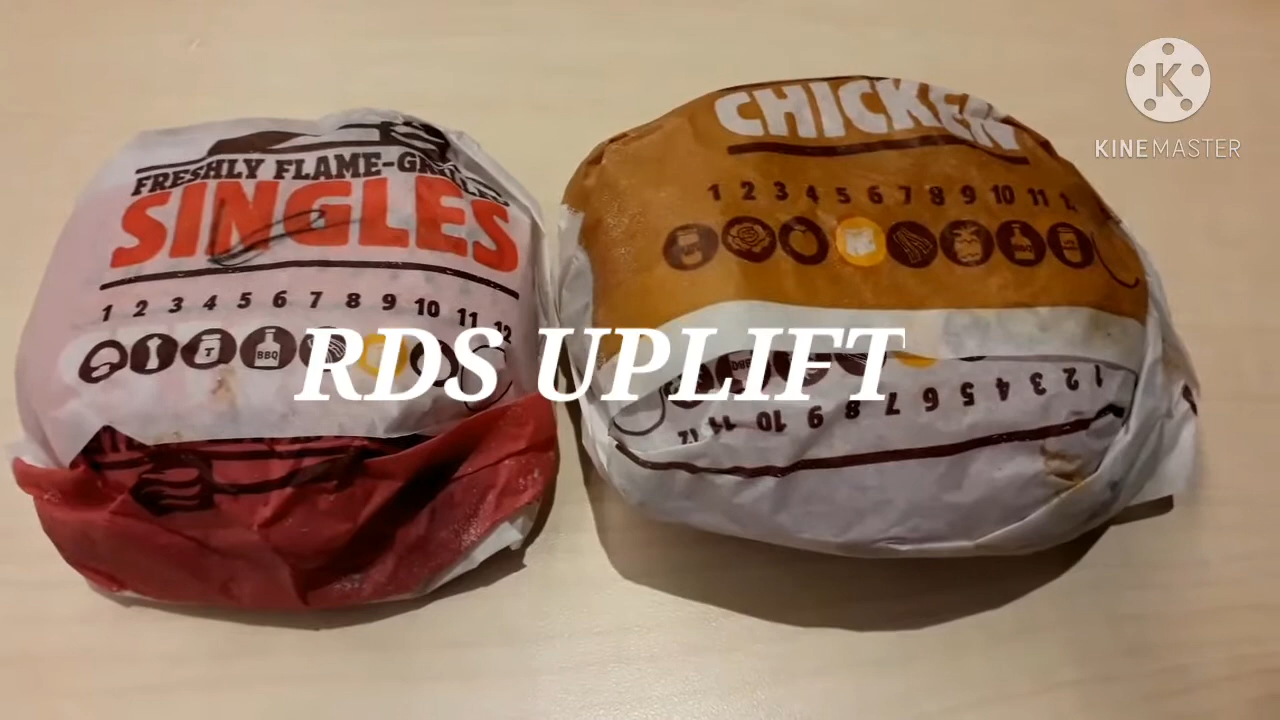 FRESHLY FLAME-GRILLED
SINGLES
1 2 3 4 5 6 7 8 9 10 11 12
T BBQ
CHICKEN
1 2 3 4 5 6 7 8 9 10 11
BBQ
1 2 3 4 5 6 7 8 9 10 11 12
RDS UPLIFT
K
KINEMASTER